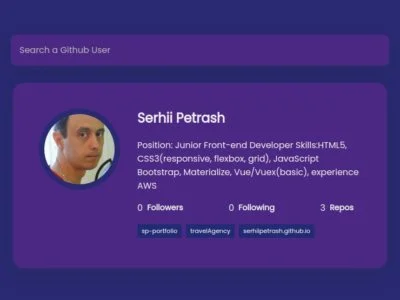 Search a Github User
Serhii Petrash
Position: Junior Front-end Developer Skills:HTML5,
CSS3(responsive, flexbox, grid), JavaScript
Bootstrap, Materialize, Vue/Vuex(basic), experience
AWS
0 Followers 0 Following 3 Repos
sp-portfolio travelAgency serhiipetrash.github.io